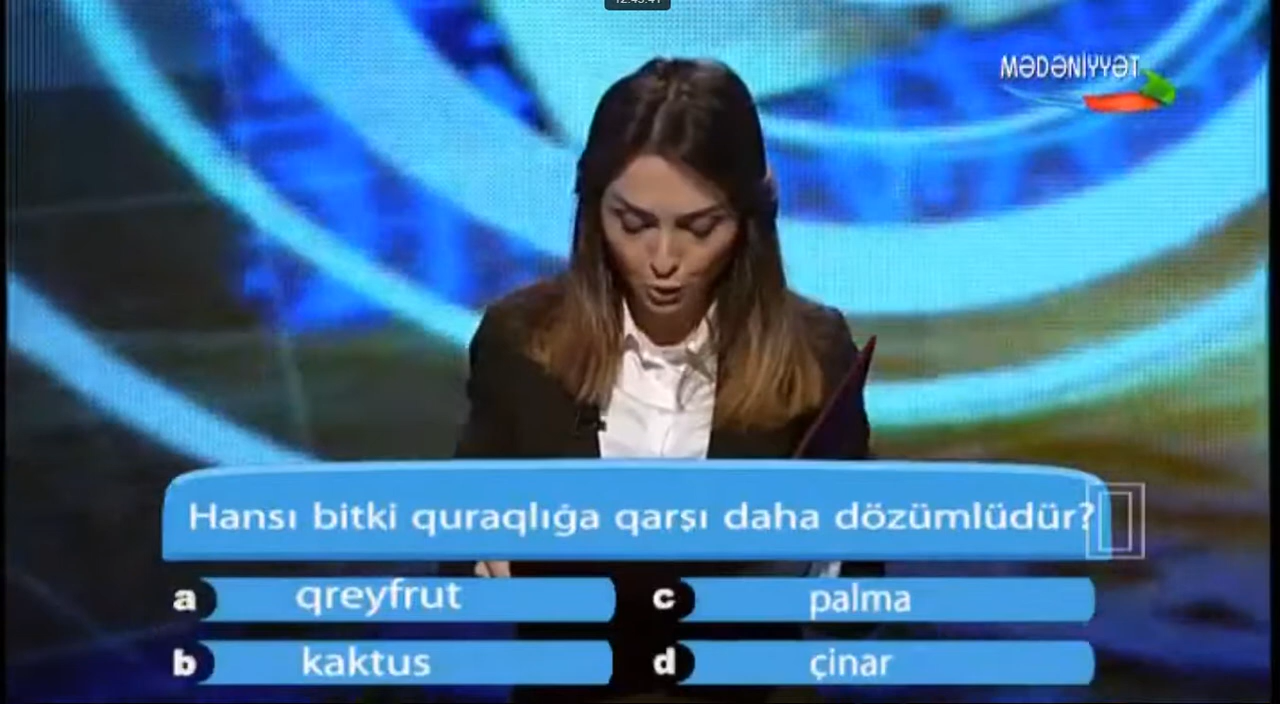 MƏDƏNİYYƏT
Hansı bitki quraqlığa qarşı daha dözümlüdür?
a qreyfrut
c palma
b kaktus
d çinar